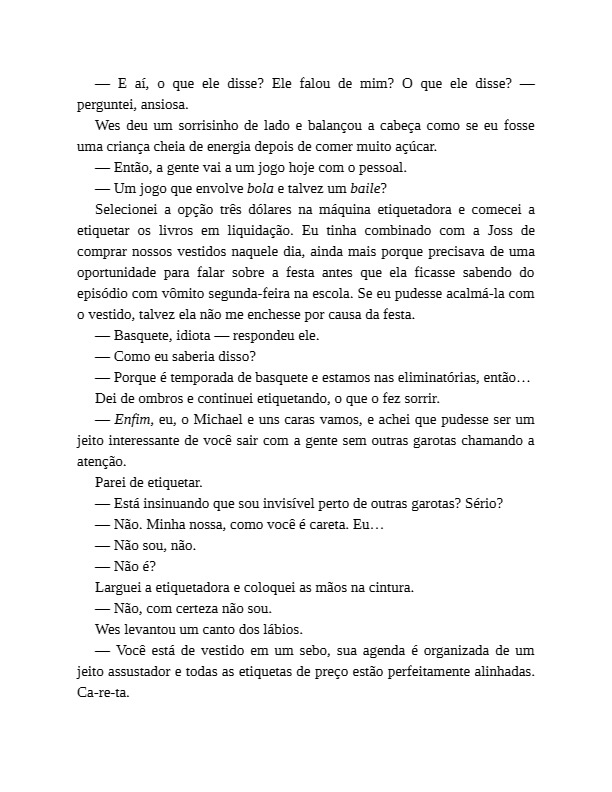 — E aí, o que ele disse? Ele falou de mim? O que ele disse? —
perguntei, ansiosa.
Wes deu um sorrisinho de lado e balançou a cabeça como se eu fosse
uma criança cheia de energia depois de comer muito açúcar.
— Então, a gente vai a um jogo hoje com o pessoal.
— Um jogo que envolve bola e talvez um baile?
Selecionei a opção três dólares na máquina etiquetadora e comecei a
etiquetar os livros em liquidação. Eu tinha combinado com a Joss de
comprar nossos vestidos naquele dia, ainda mais porque precisava de uma
oportunidade para falar sobre a festa antes que ela ficasse sabendo do
episódio com vômito segunda-feira na escola. Se eu pudesse acalmá-la com
o vestido, talvez ela não me enchesse por causa da festa.
— Basquete, idiota — respondeu ele.
— Como eu saberia disso?
— Porque é temporada de basquete e estamos nas eliminatórias, então…
Dei de ombros e continuei etiquetando, o que o fez sorrir.
— Enfim, eu, o Michael e uns caras vamos, e achei que pudesse ser um
jeito interessante de você sair com a gente sem outras garotas chamando a
atenção.
Parei de etiquetar.
— Está insinuando que sou invisível perto de outras garotas? Sério?
— Não. Minha nossa, como você é careta. Eu…
— Não sou, não.
— Não é?
Larguei a etiquetadora e coloquei as mãos na cintura.
— Não, com certeza não sou.
Wes levantou um canto dos lábios.
— Você está de vestido em um sebo, sua agenda é organizada de um
jeito assustador e todas as etiquetas de preço estão perfeitamente alinhadas.
Ca-re-ta.